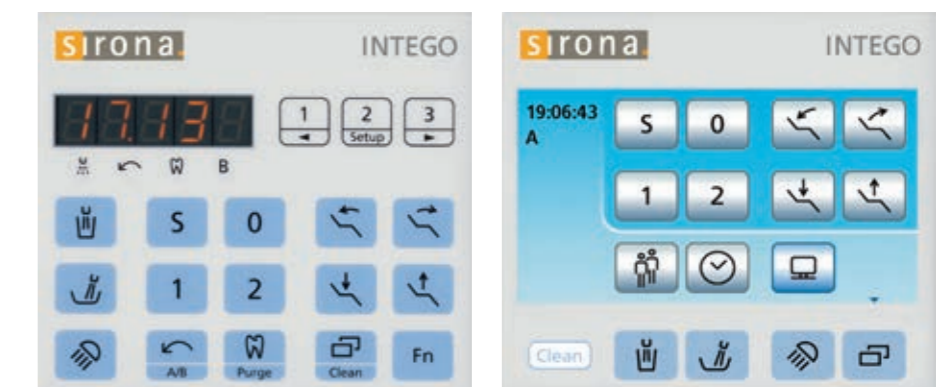 sirona.
INTEGO
17.13
1
2
3
Setup
B
S
0
1
2
A/B
Purge
Clean
Fn
sirona.
INTEGO
19:06:43
A
S
0
1
2
Clean